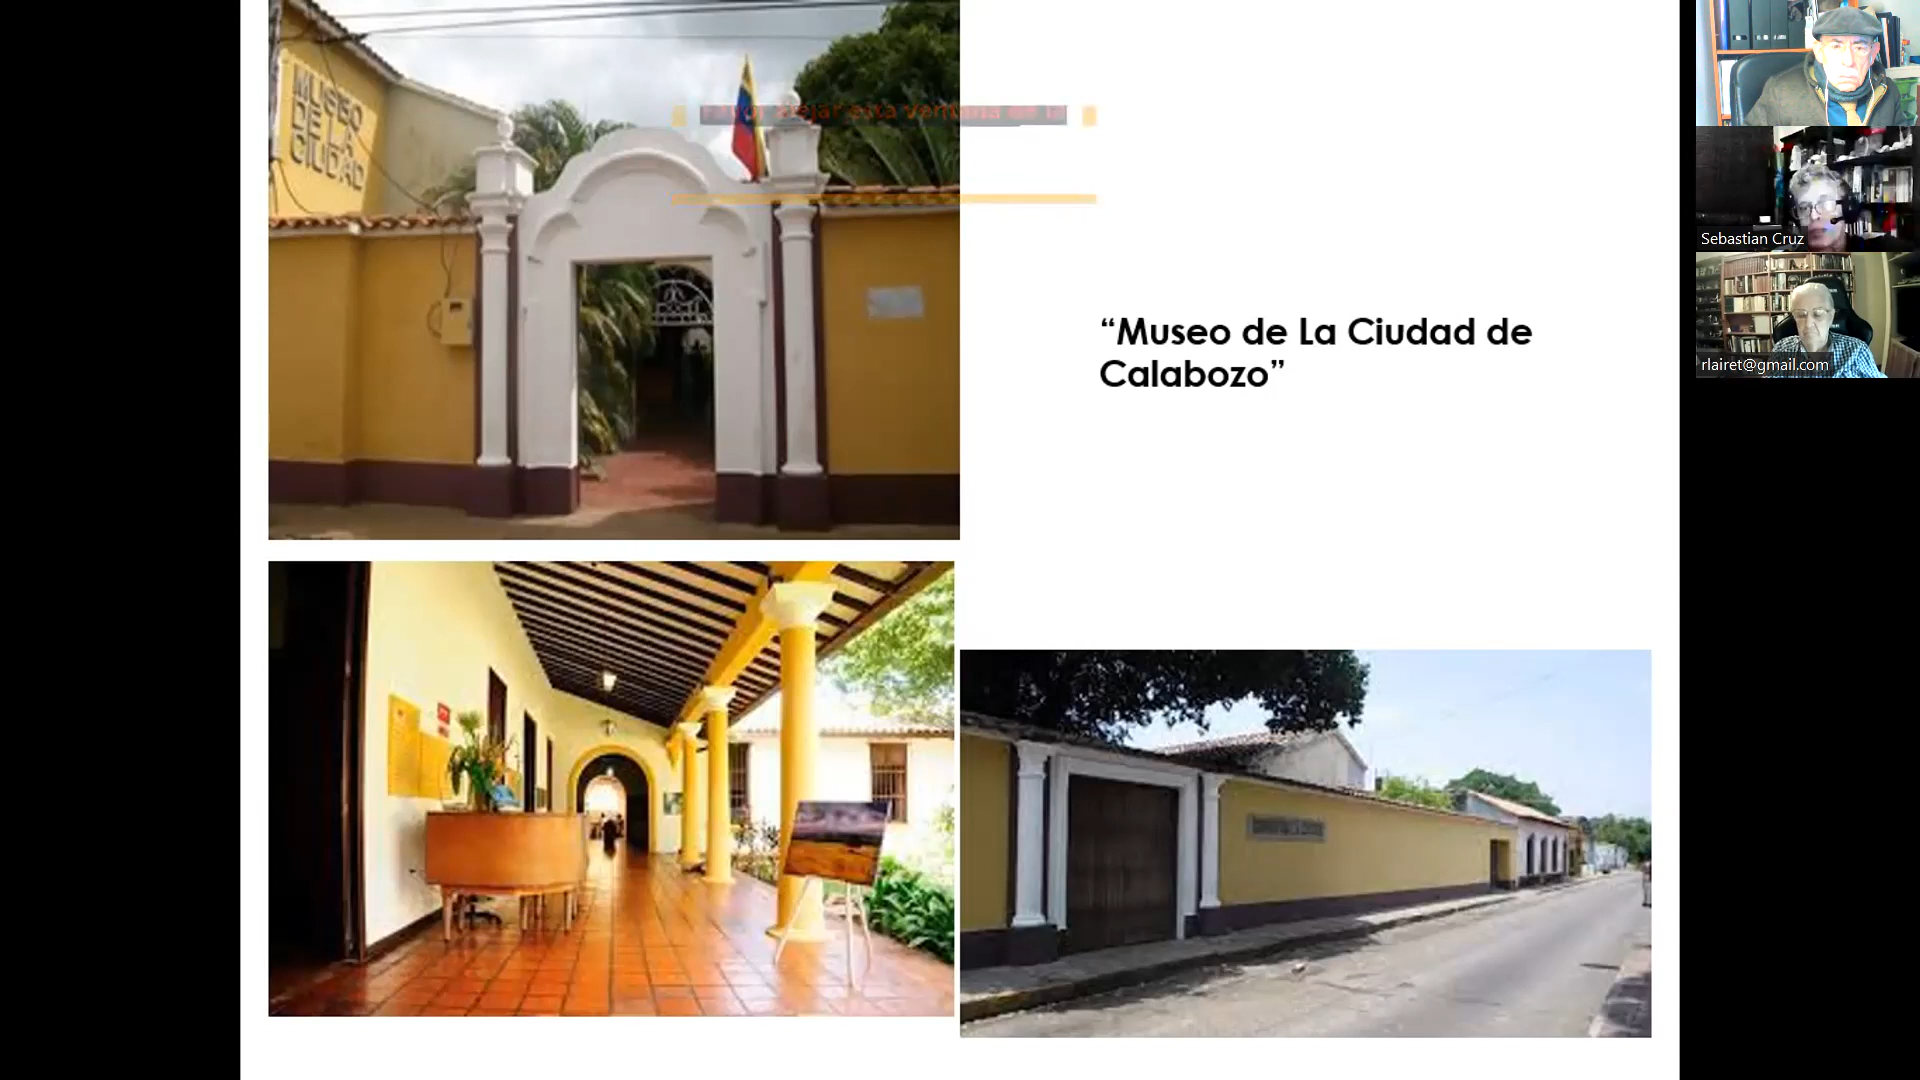 MUSEO
DE LA
CIUDAD
“Museo de La Ciudad de
Calabozo”
Sebastian Cruz
rlairet@gmail.com